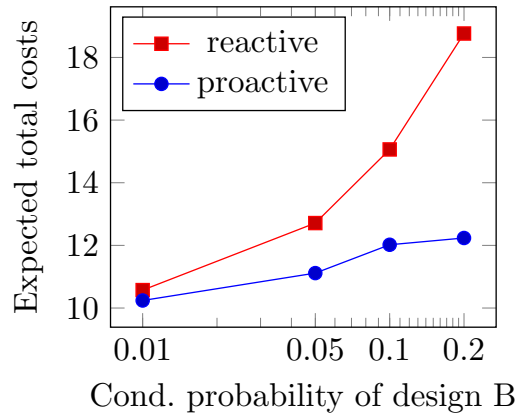 Expected total costs
18
16
14
12
10
reactive
proactive
0.01 0.05 0.1 0.2
Cond. probability of design B